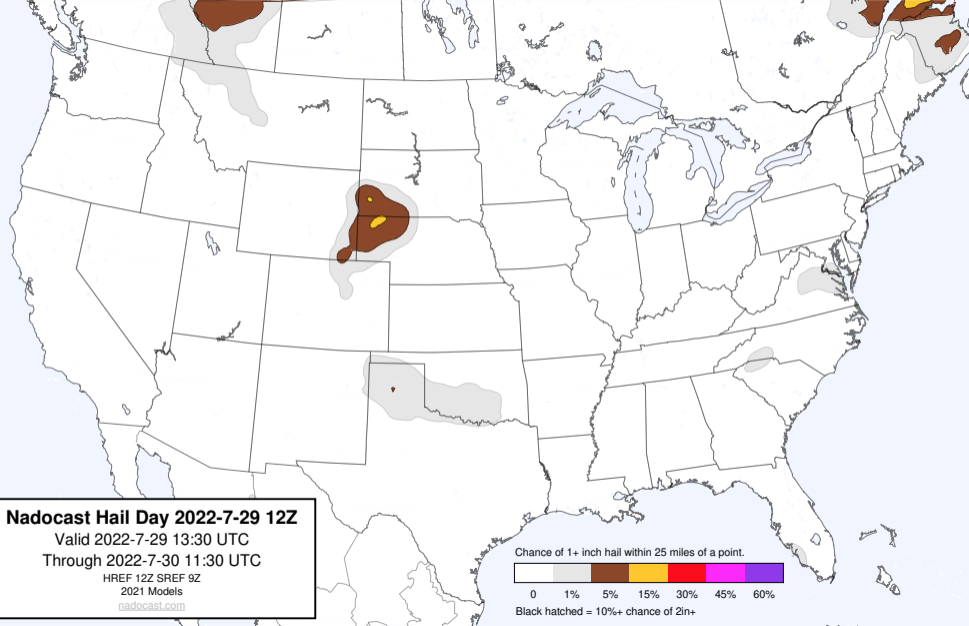 Nadocast Hail Day 2022-7-29 12Z
Valid 2022-7-29 13:30 UTC
Through 2022-7-30 11:30 UTC
HREF 12Z SREF 9Z
2021 Models
nadocast.com
Chance of 1+ inch hail within 25 miles of a point.
0 1% 5% 15% 30% 45% 60%
Black hatched = 10%+ chance of 2in+